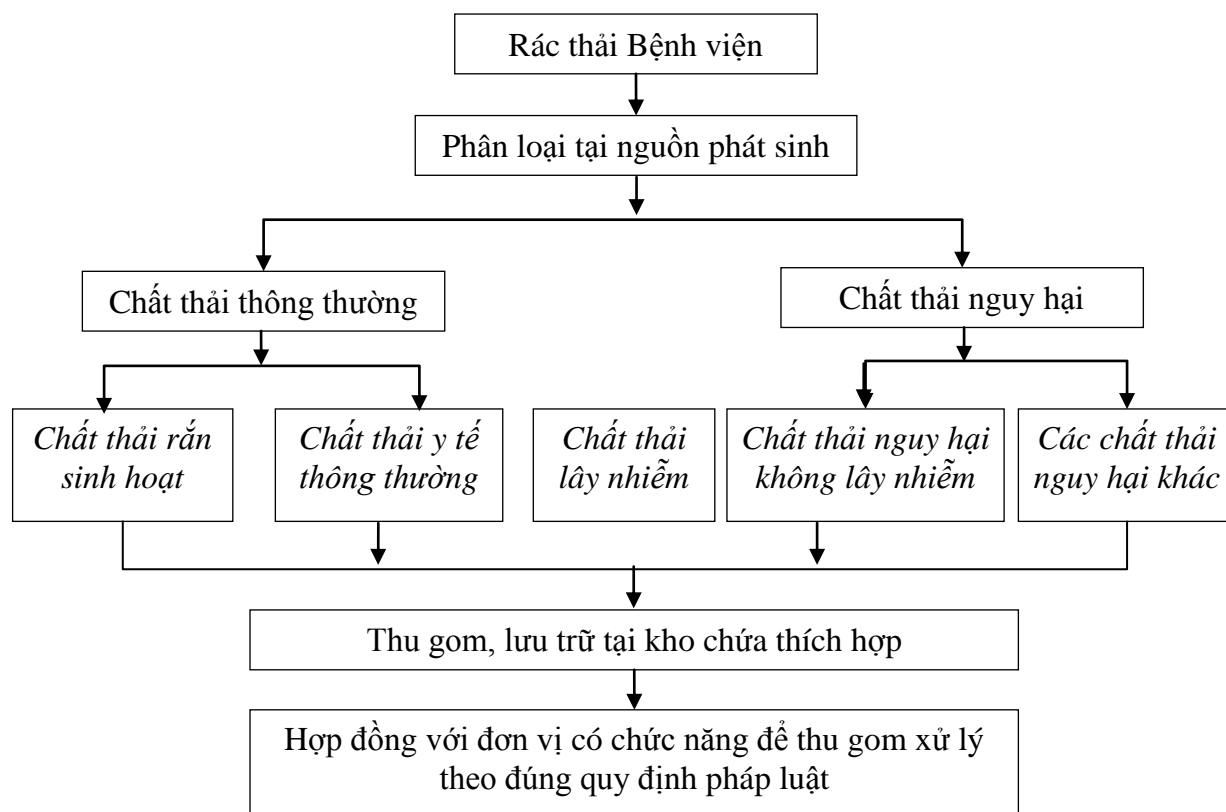 Rác thải Bệnh viện
Phân loại tại nguồn phát sinh
Chất thải thông thường
Chất thải nguy hại
Chất thải rắn
sinh hoạt
Chất thải y tế
thông thường
Chất thải
lây nhiễm
Chất thải nguy hại
không lây nhiễm
Các chất thải
nguy hại khác
Thu gom, lưu trữ tại kho chứa thích hợp
Hợp đồng với đơn vị có chức năng để thu gom xử lý
theo đúng quy định pháp luật